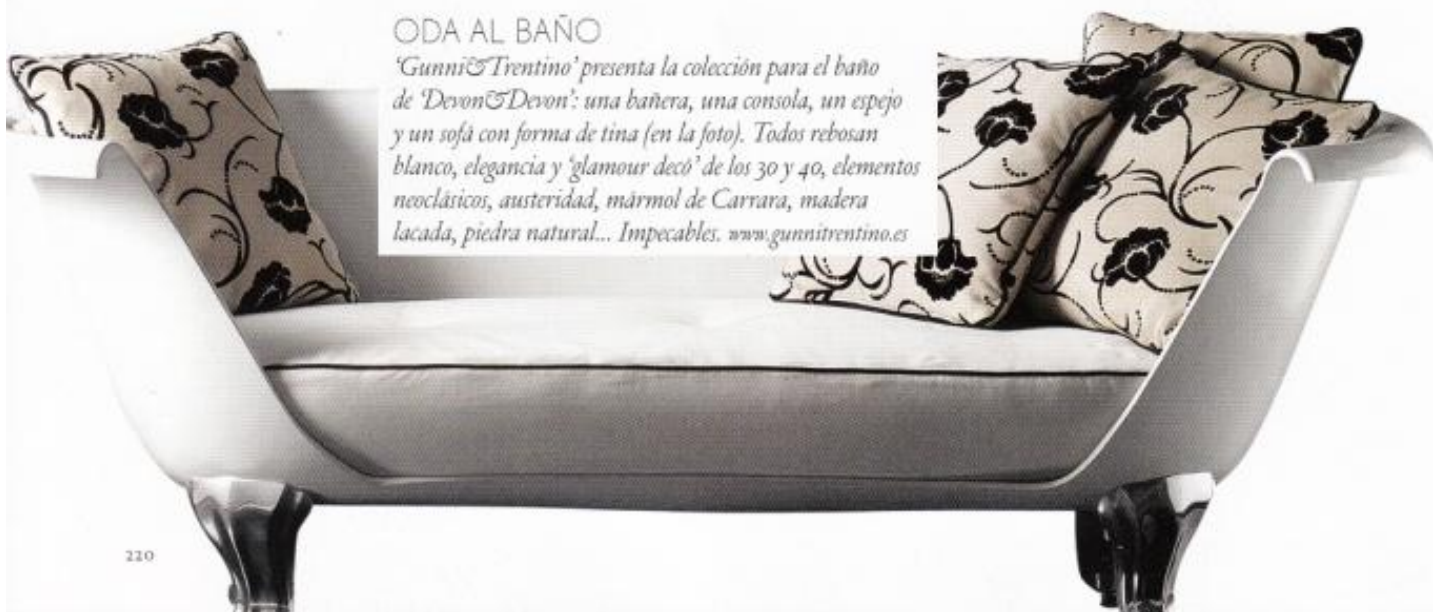 ODA AL BAÑO
‘Gunni&Trentino’ presenta la colección para el baño
de ‘Devon&Devon’: una bañera, una consola, un espejo
y un sofá con forma de tina (en la foto). Todos rebosan
blanco, elegancia y ‘glamour decó’ de los 30 y 40, elementos
neoclásicos, austeridad, mármol de Carrara, madera
lacada, piedra natural... Impecables. www.gunnitrentino.es
220